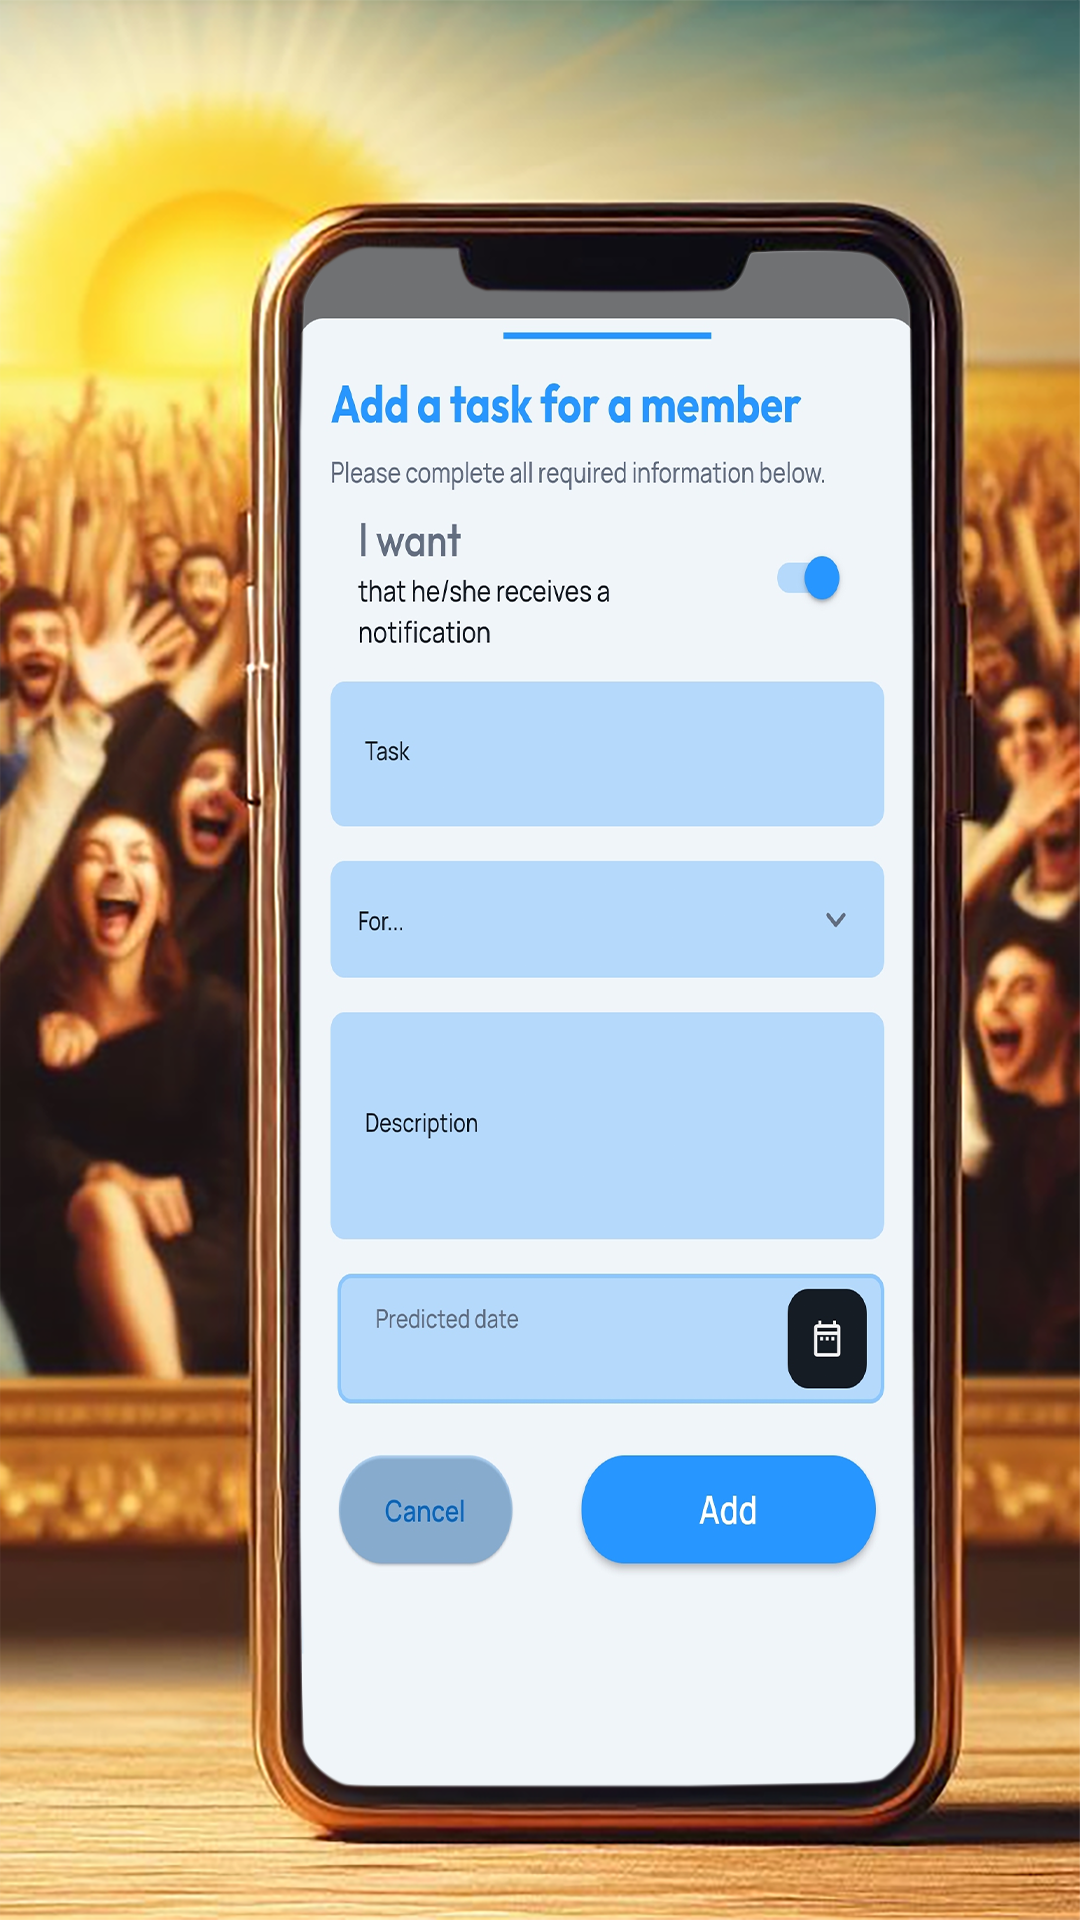 Add a task for a member
Please complete all required information below.
I want
that he/she receives a
notification
Task
For...
Description
Predicted date
Cancel
Add